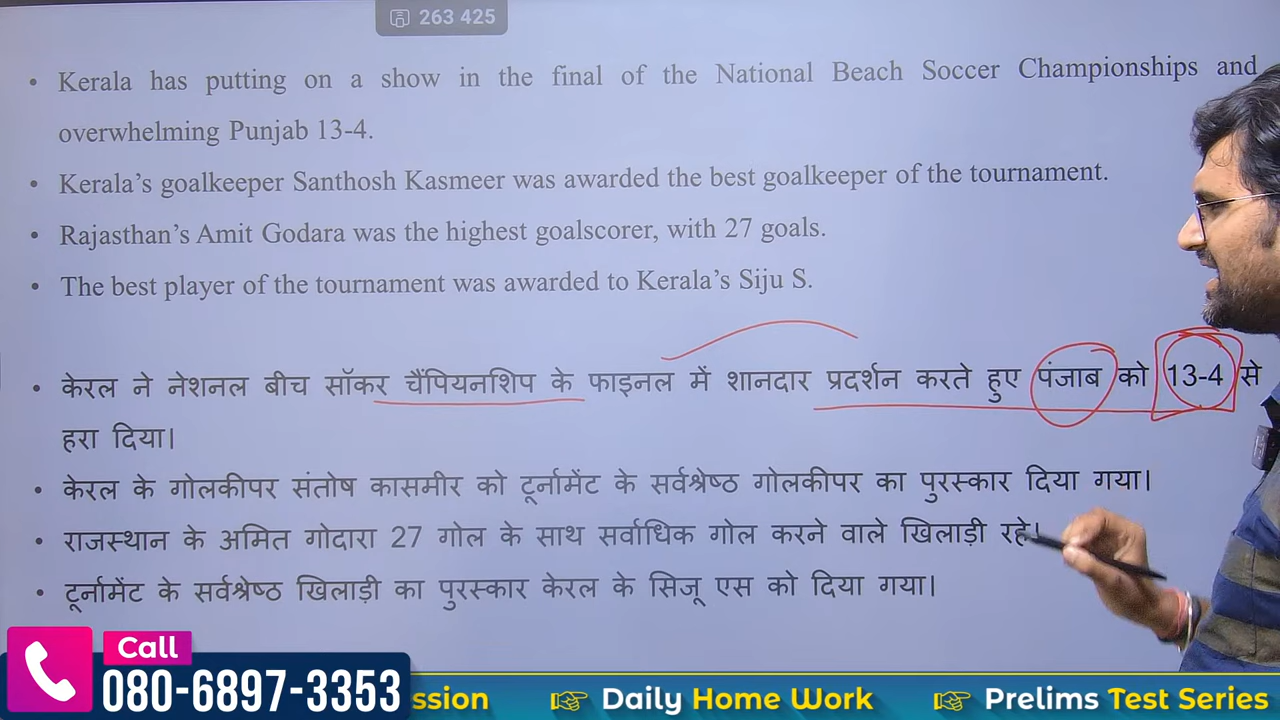 263 425
• Kerala has putting on a show in the final of the National Beach Soccer Championships and
overwhelming Punjab 13-4.
• Kerala’s goalkeeper Santhosh Kasmeer was awarded the best goalkeeper of the tournament.
• Rajasthan’s Amit Godara was the highest goalscorer, with 27 goals.
• The best player of the tournament was awarded to Kerala’s Siju S.
• केरल ने नेशनल बीच सॉकर चैंपियनशिप के फाइनल में शानदार प्रदर्शन करते हुए पंजाब को 13-4 से
हरा दिया।
• केरल के गोलकीपर संतोष कासमीर को टूर्नामेंट के सर्वश्रेष्ठ गोलकीपर का पुरस्कार दिया गया।
• राजस्थान के अमित गोदारा 27 गोल के साथ सर्वाधिक गोल करने वाले खिलाड़ी रहे।
• टूर्नामेंट के सर्वश्रेष्ठ खिलाड़ी का पुरस्कार केरल के सिजू एस को दिया गया।
Call
080-6897-3353
ssion Daily Home Work Prelims Test Series